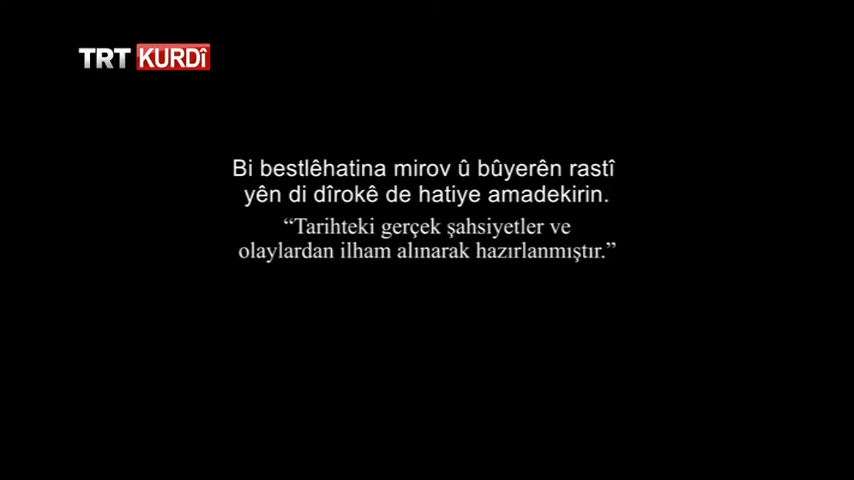 TRT KURDÎ
Bi bestlêhatina mirov û bûyerên rastî
yên di dîrokê de hatiye amadekirin.
“Tarihteki gerçek şahsiyetler ve
olaylardan ilham alınarak hazırlanmıştır.”